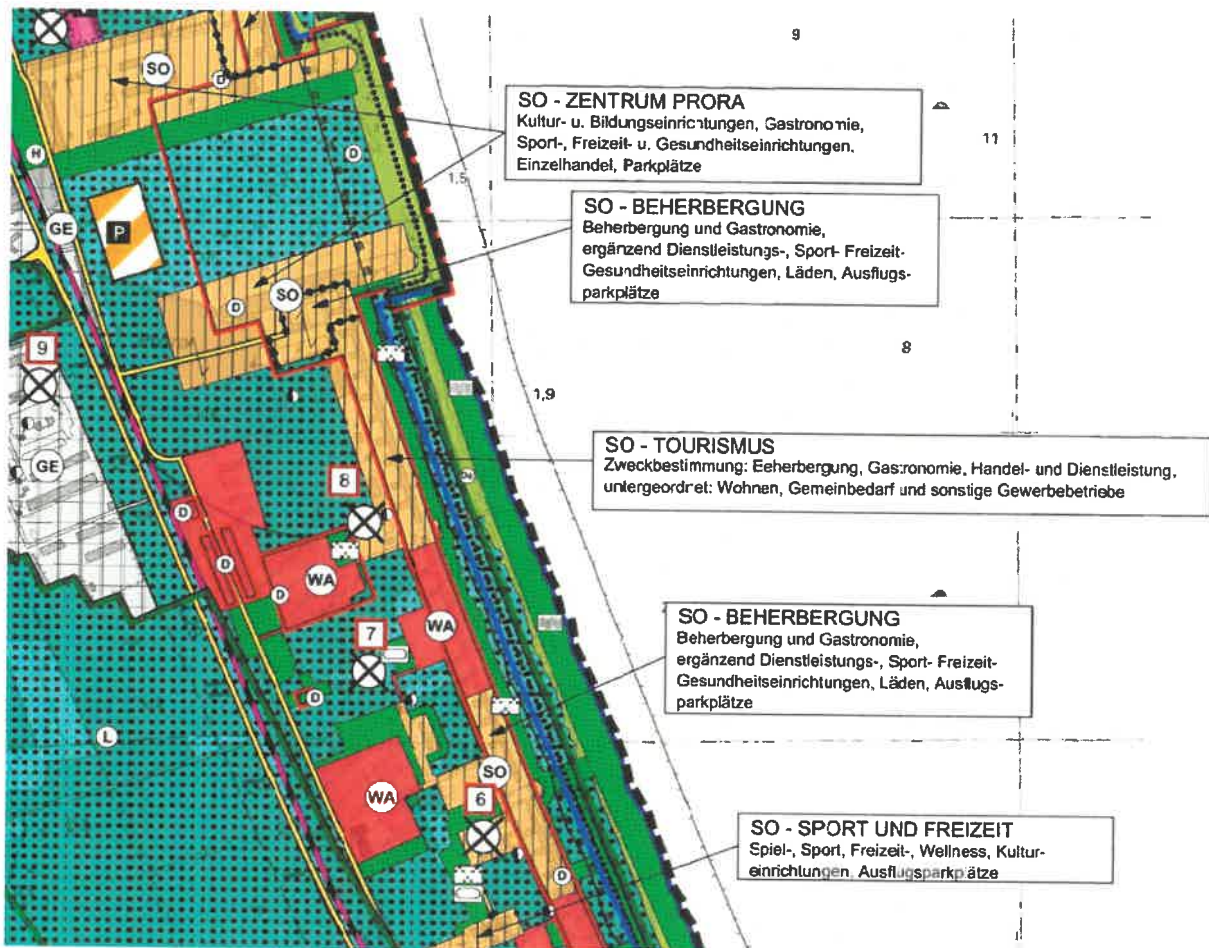 SO
D
9
SO - ZENTRUM PRORA
Kultur- u. Bildungseinrichtungen, Gastronomie,
Sport-, Freizeit- u. Gesundheitseinrichtungen,
Einzelhandel, Parkplätze
11
H
D
1,5
GE
P
SO - BEHERBERGUNG
Beherbergung und Gastronomie,
ergänzend Dienstleistungs-, Sport- Freizeit-
Gesundheitseinrichtungen, Läden, Ausflugs-
parkplätze
SO
D
9
8
1,9
GE
SO - TOURISMUS
Zweckbestimmung: Beherbergung, Gastronomie, Handel- und Dienstleistung,
untergeordnet: Wohnen, Gemeinbedarf und sonstige Gewerbebetriebe
8
D
D
WA
D
WA
7
SO - BEHERBERGUNG
Beherbergung und Gastronomie,
ergänzend Dienstleistungs-, Sport- Freizeit-
Gesundheitseinrichtungen, Läden, Ausflugs-
parkplätze
D
L
SO
WA
6
SO - SPORT UND FREIZEIT
Spiel-, Sport, Freizeit-, Wellness, Kultur-
einrichtungen, Ausflugsparkplätze
D